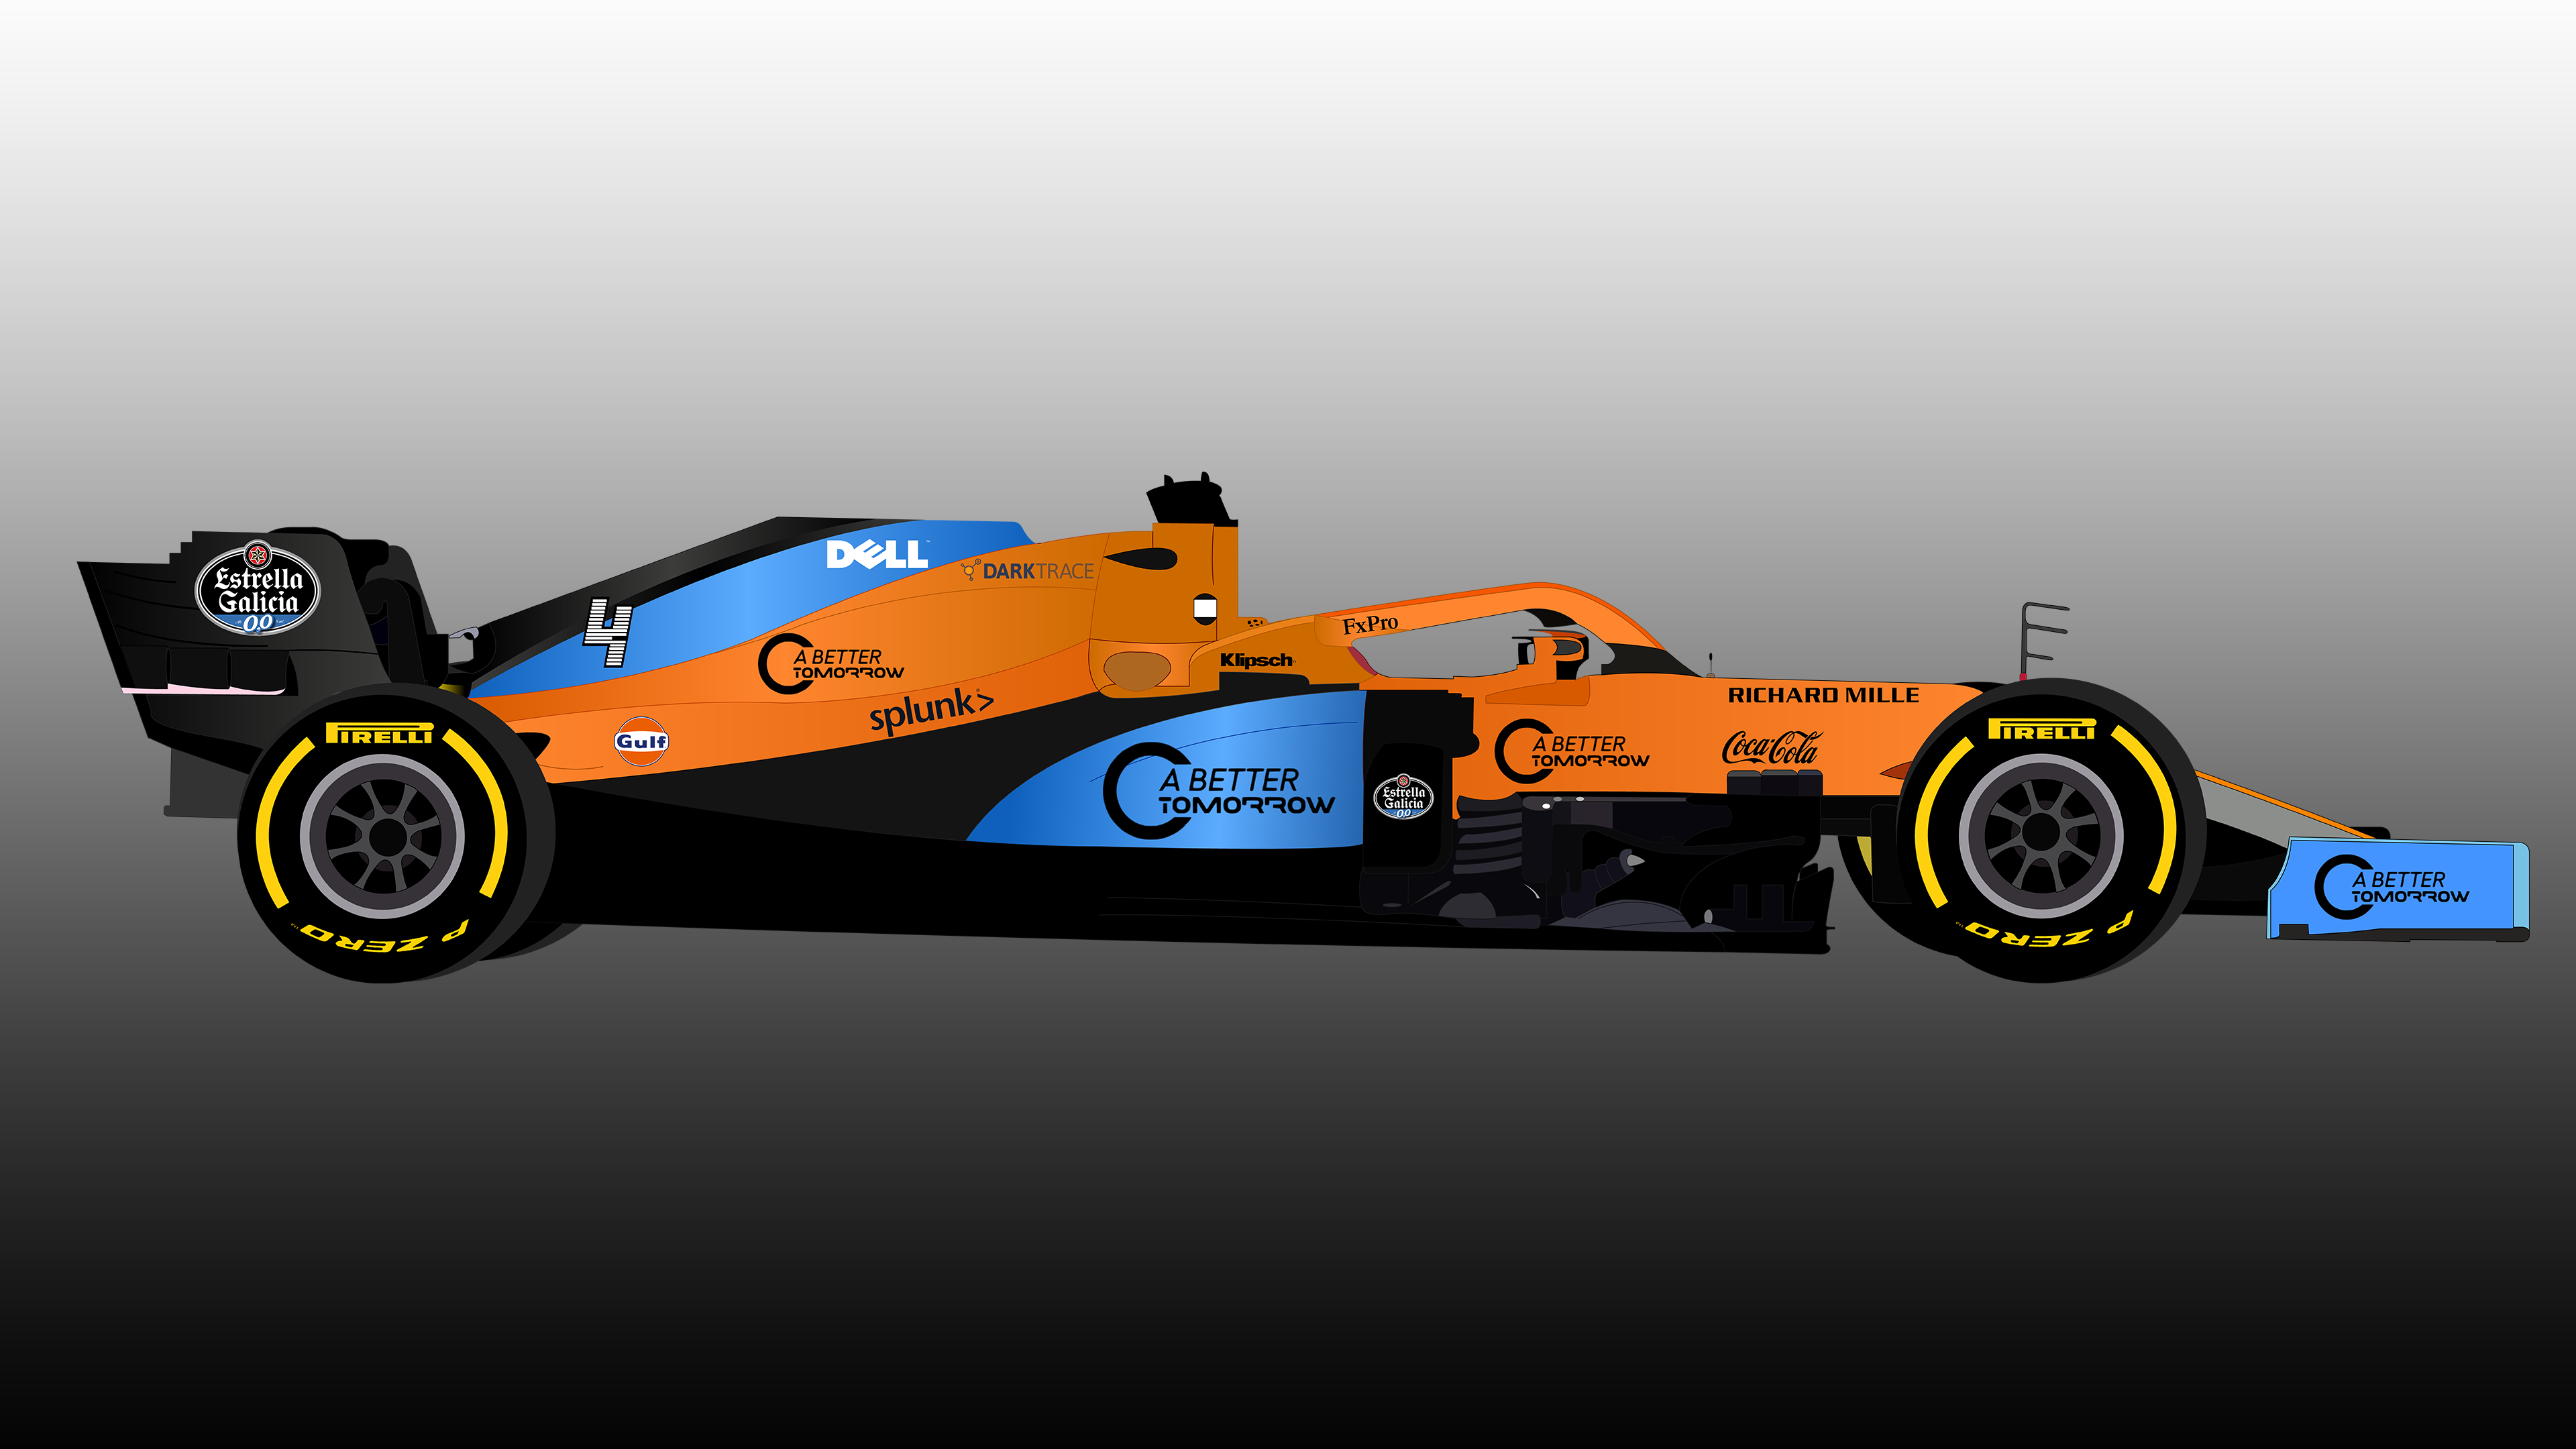 Estrella
Galicia
0,0
4
DELL
DARKTRACE
A BETTER
TOMORROW
splunk>
Gulf
Klipsch
FxPro
A BETTER
TOMORROW
Estrella
Galicia
0,0
A BETTER
TOMORROW
RICHARD MILLE
Coca-Cola
PIRELLI
P ZERO
PIRELLI
P ZERO
A BETTER
TOMORROW